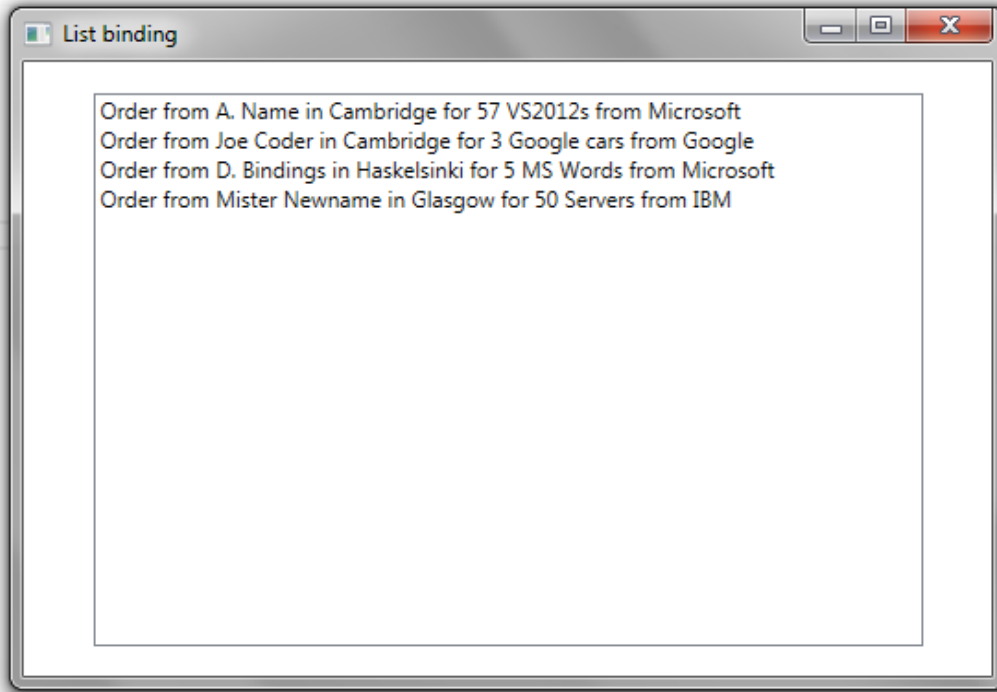 List binding
Order from A. Name in Cambridge for 57 VS2012s from Microsoft
Order from Joe Coder in Cambridge for 3 Google cars from Google
Order from D. Bindings in Haskelsinki for 5 MS Words from Microsoft
Order from Mister Newname in Glasgow for 50 Servers from IBM